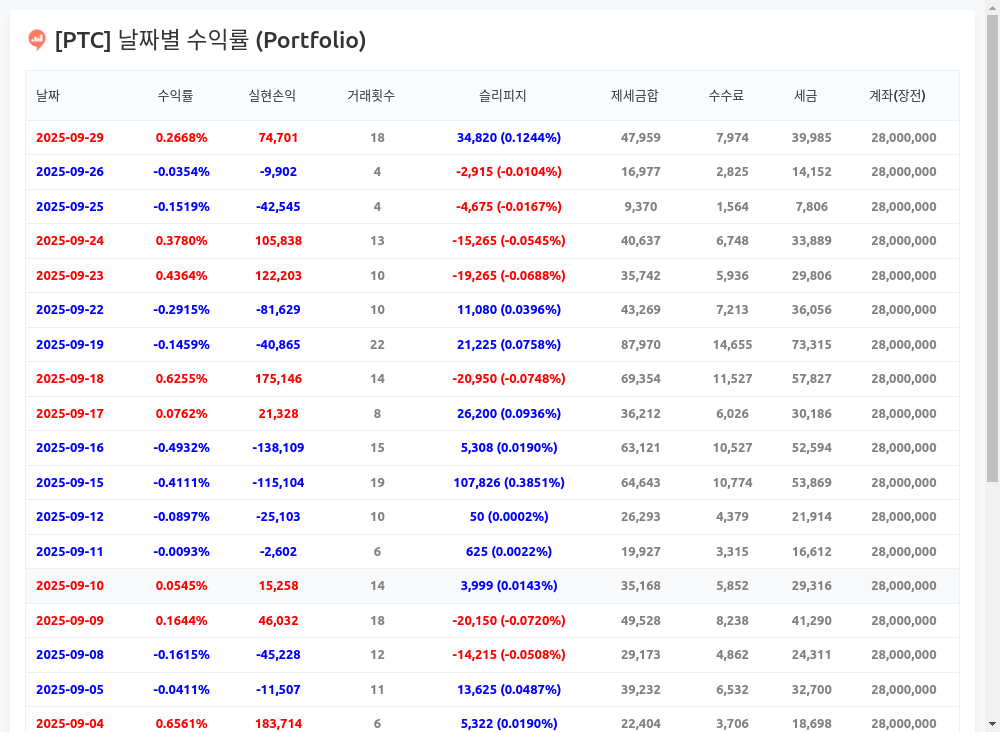 [PTC] 날짜별 수익률 (Portfolio)
날짜 수익률 실현손익 거래횟수 슬리피지 제세금합 수수료 세금 계좌(장전)
2025-09-29 0.2668% 74,701 18 34,820 (0.1244%) 47,959 7,974 39,985 28,000,000
2025-09-26 -0.0354% -9,902 4 -2,915 (-0.0104%) 16,977 2,825 14,152 28,000,000
2025-09-25 -0.1519% -42,545 4 -4,675 (-0.0167%) 9,370 1,564 7,806 28,000,000
2025-09-24 0.3780% 105,838 13 -15,265 (-0.0545%) 40,637 6,748 33,889 28,000,000
2025-09-23 0.4364% 122,203 10 -19,265 (-0.0688%) 35,742 5,936 29,806 28,000,000
2025-09-22 -0.2915% -81,629 10 11,080 (0.0396%) 43,269 7,213 36,056 28,000,000
2025-09-19 -0.1459% -40,865 22 21,225 (0.0758%) 87,970 14,655 73,315 28,000,000
2025-09-18 0.6255% 175,146 14 -20,950 (-0.0748%) 69,354 11,527 57,827 28,000,000
2025-09-17 0.0762% 21,328 8 26,200 (0.0936%) 36,212 6,026 30,186 28,000,000
2025-09-16 -0.4932% -138,109 15 5,308 (0.0190%) 63,121 10,527 52,594 28,000,000
2025-09-15 -0.4111% -115,104 19 107,826 (0.3851%) 64,643 10,774 53,869 28,000,000
2025-09-12 -0.0897% -25,103 10 50 (0.0002%) 26,293 4,379 21,914 28,000,000
2025-09-11 -0.0093% -2,602 6 625 (0.0022%) 19,927 3,315 16,612 28,000,000
2025-09-10 0.0545% 15,258 14 3,999 (0.0143%) 35,168 5,852 29,316 28,000,000
2025-09-09 0.1644% 46,032 18 -20,150 (-0.0720%) 49,528 8,238 41,290 28,000,000
2025-09-08 -0.1615% -45,228 12 -14,215 (-0.0508%) 29,173 4,862 24,311 28,000,000
2025-09-05 -0.0411% -11,507 11 13,625 (0.0487%) 39,232 6,532 32,700 28,000,000
2025-09-04 0.6561% 183,714 6 5,322 (0.0190%) 22,404 3,706 18,698 28,000,000